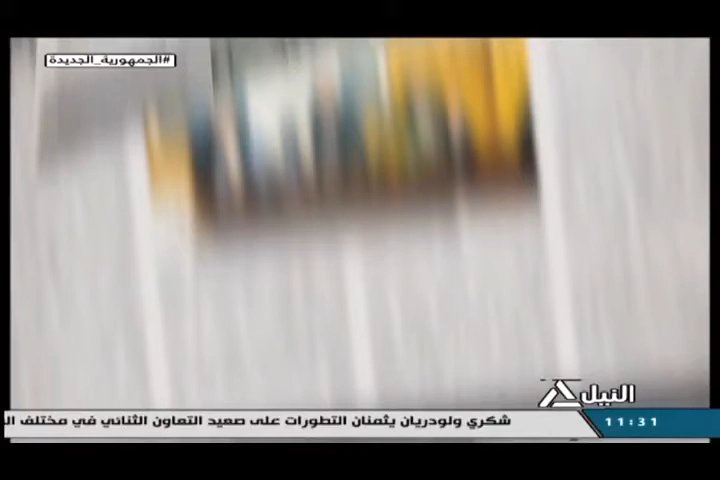 #الجمهورية_الجديدة
النيل
شكري ولودريان يثمنان التطورات على صعيد التعاون الثنائي في مختلف
11:31